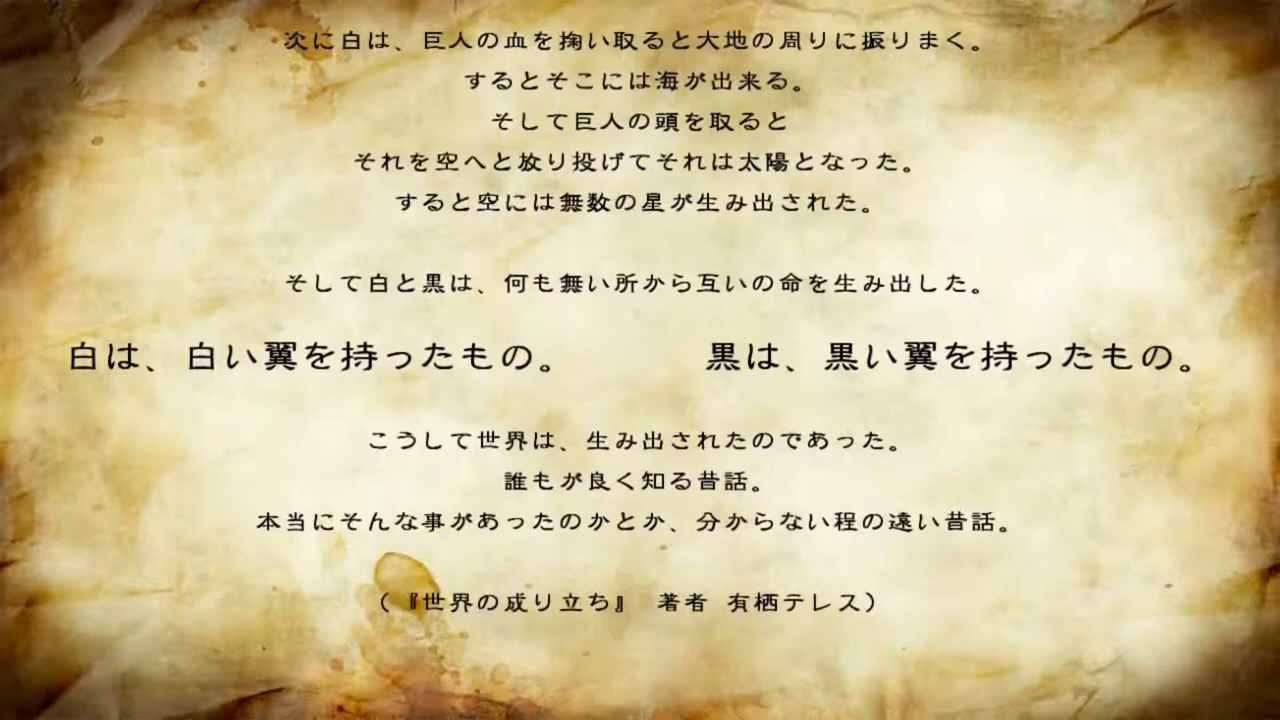 次に白は、巨人の血を掬い取ると大地の周りに振りまく。
するとそこには海が出来る。
そして巨人の頭を取ると
それを空へと放り投げてそれは太陽となった。
すると空には無数の星が生み出された。
そして白と黒は、何も無い所から互いの命を生み出した。
白は、白い翼を持ったもの。 黒は、黒い翼を持ったもの。
こうして世界は、生み出されたのであった。
誰もが良く知る昔話。
本当にそんな事があったのかとか、分からない程の遠い昔話。
（『世界の成り立ち』 著者 有栖テレス）